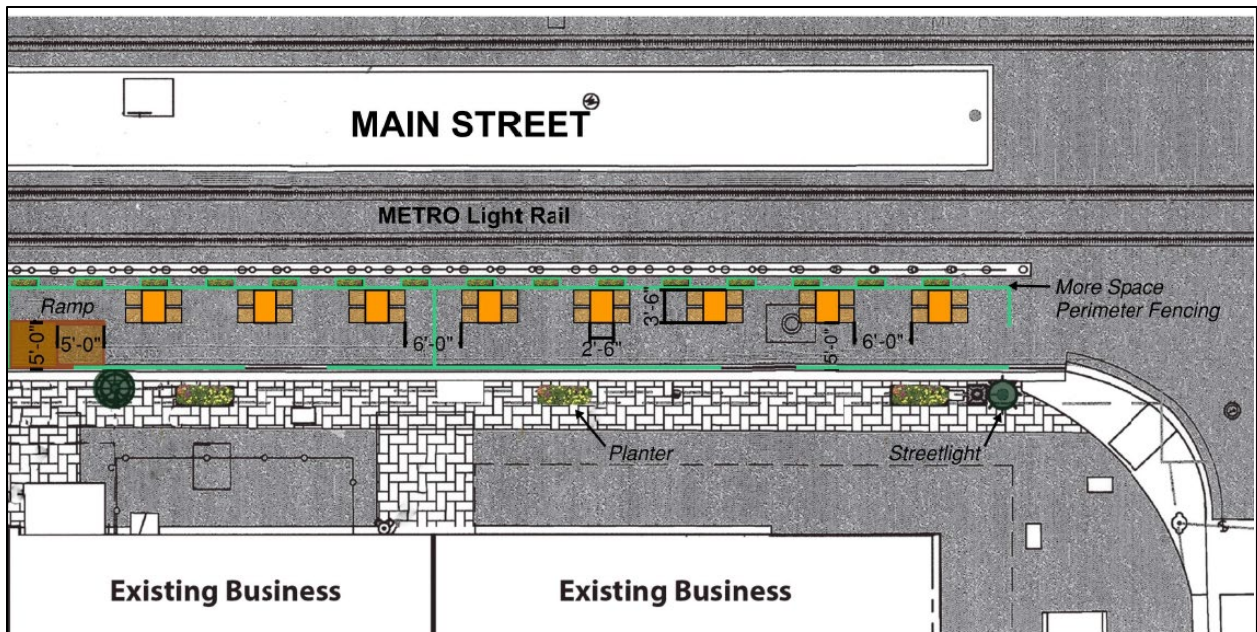 MAIN STREET
METRO Light Rail
More Space
Perimeter Fencing
Ramp
5'-0"
5'-0"
6'-0"
2'-6"
3'-6"
5'-0"
6'-0"
Planter
Streetlight
Existing Business
Existing Business